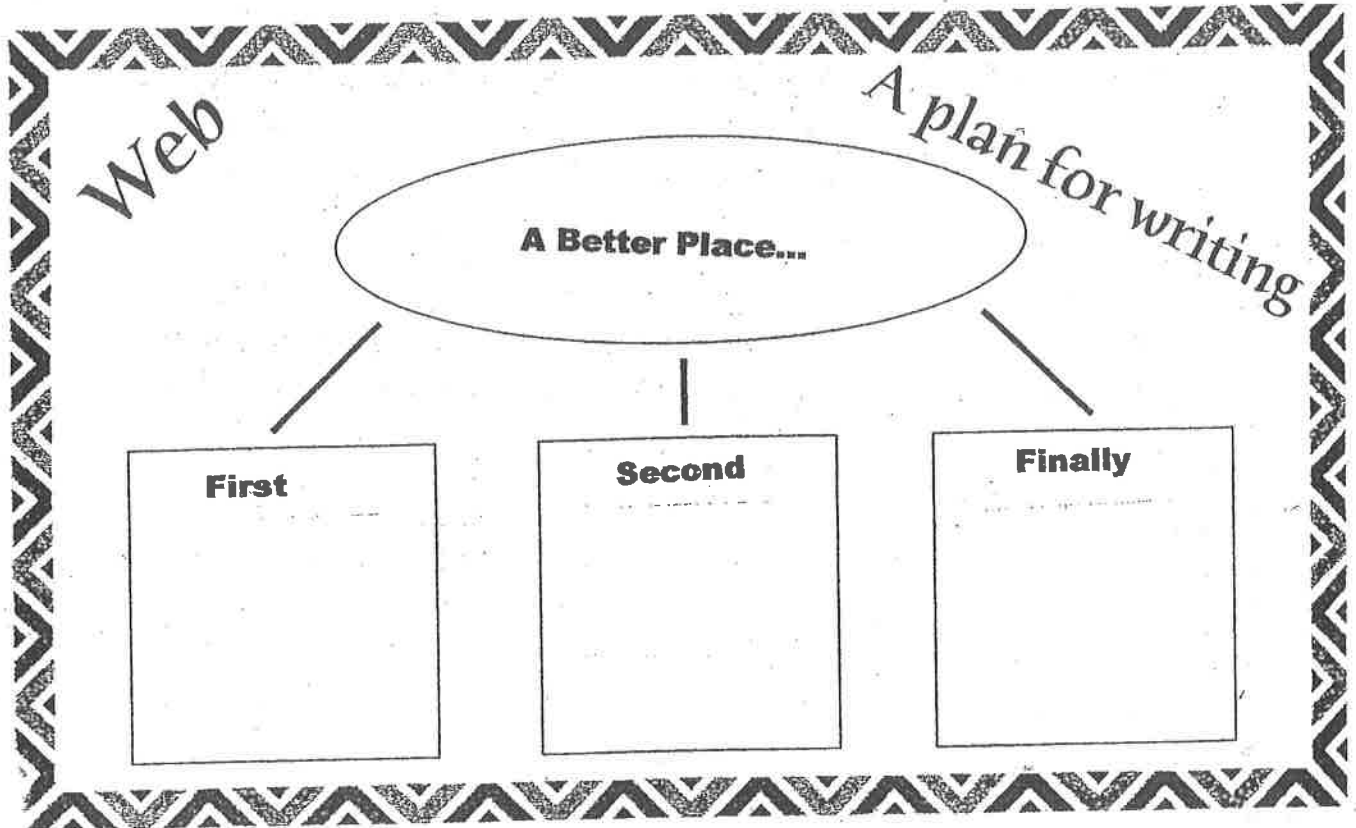 Web
A plan for writing
A Better Place...
First
Second
Finally